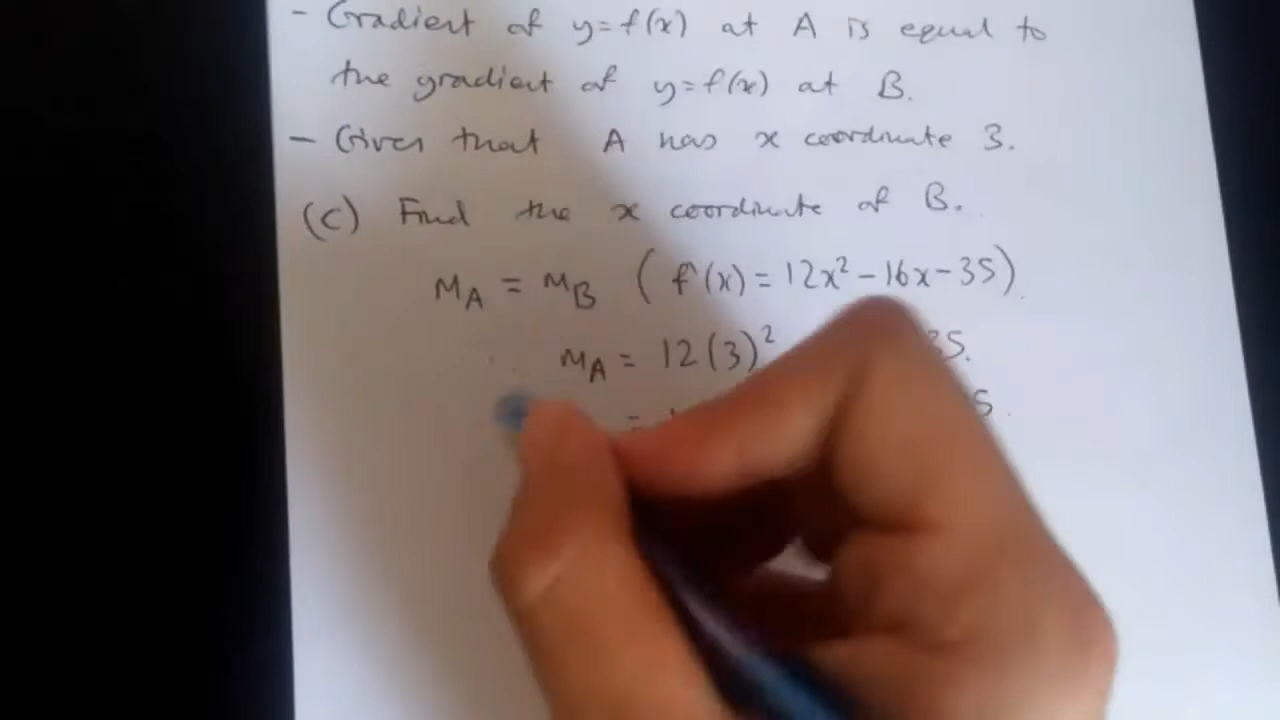 - Gradient of y=f(x) at A is equal to
the gradient of y=f(x) at B.
- Given that A has x coordinate 3.
(c) Find the x coordinate of B.
MA = MB ( f'(x) = 12x² - 16x - 35).
MA = 12(3)² 35.
=